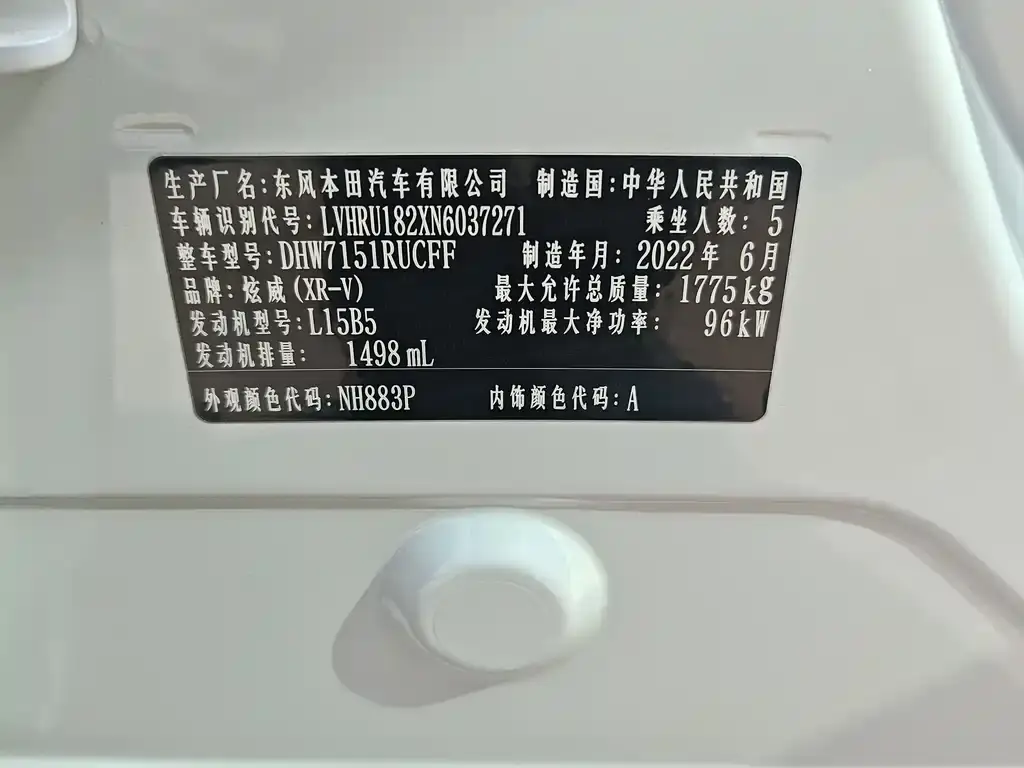 生产厂名:东风本田汽车有限公司 制造国:中华人民共和国
车辆识别代号:LVHRU182XN6037271 乘坐人数:5
整车型号:DHW7151RUCFF 制造年月:2022年6月
品牌:炫威(XR-V) 最大允许总质量:1775kg
发动机型号:L15B5 发动机最大净功率:96kW
发动机排量:1498mL
外观颜色代码:NH883P 内饰颜色代码:A